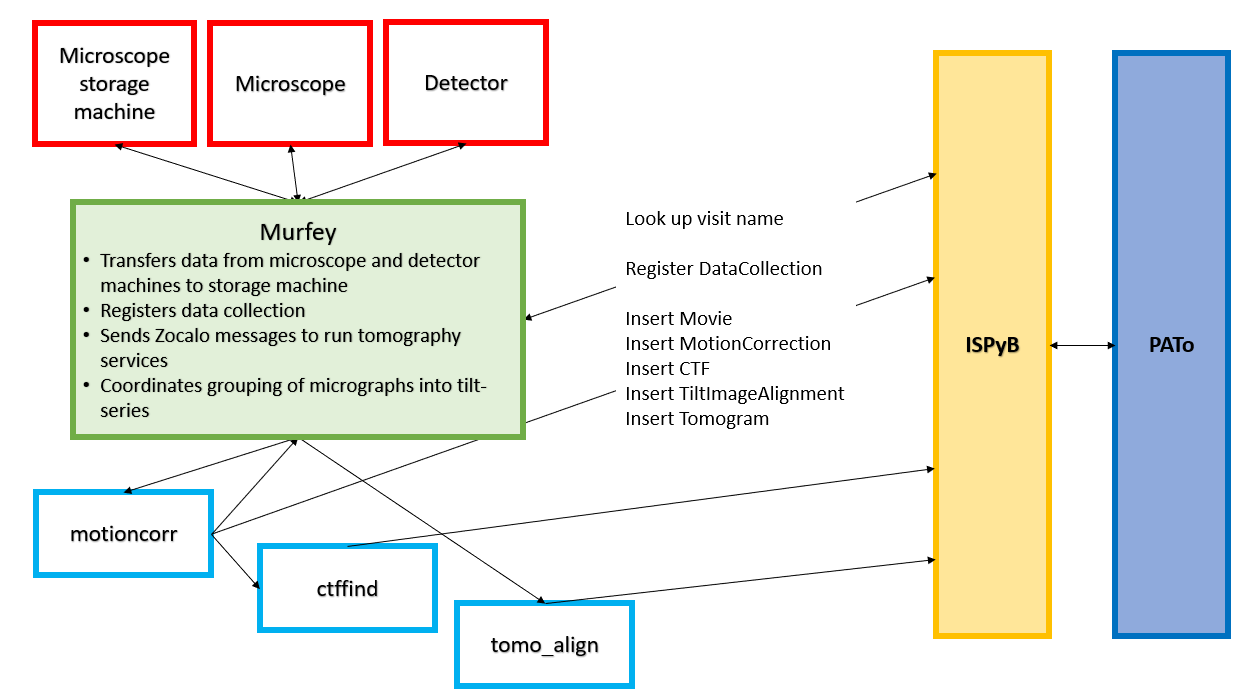 Microscope
storage
machine
Microscope
Detector
Murfey
• Transfers data from microscope and detector
machines to storage machine
• Registers data collection
• Sends Zocalo messages to run tomography
services
• Coordinates grouping of micrographs into tilt-
series
Look up visit name
Register DataCollection
Insert Movie
Insert MotionCorrection
Insert CTF
Insert TiltImageAlignment
Insert Tomogram
ISPyB
PATo
motioncorr
ctffind
tomo_align